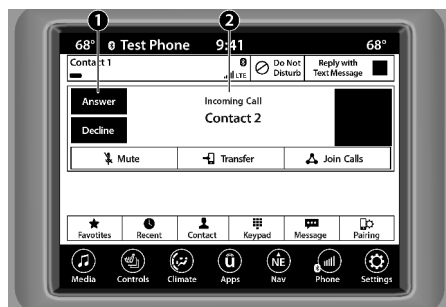 1 2
68° Test Phone 9:41 68°
Contact 1 LTE Do Not Disturb Reply with Text Message
Answer
Incoming Call
Contact 2
Decline
Mute Transfer Join Calls
Favotites Recent Contact Keypad Message Pairing
ü NE
Media Controls Climate Apps Nav Phone Settings